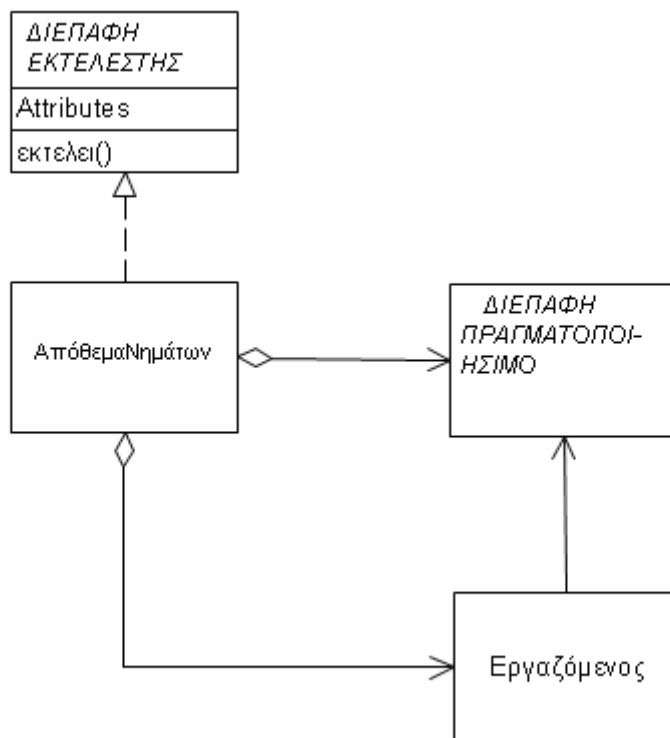 ΔΙΕΠΑΦΗ
ΕΚΤΕΛΕΣΤΗΣ
Attributes
εκτελει()
ΑπόθεμαΝημάτων
ΔΙΕΠΑΦΗ
ΠΡΑΓΜΑΤΟΠΟΙ-
ΗΣΙΜΟ
Εργαζόμενος